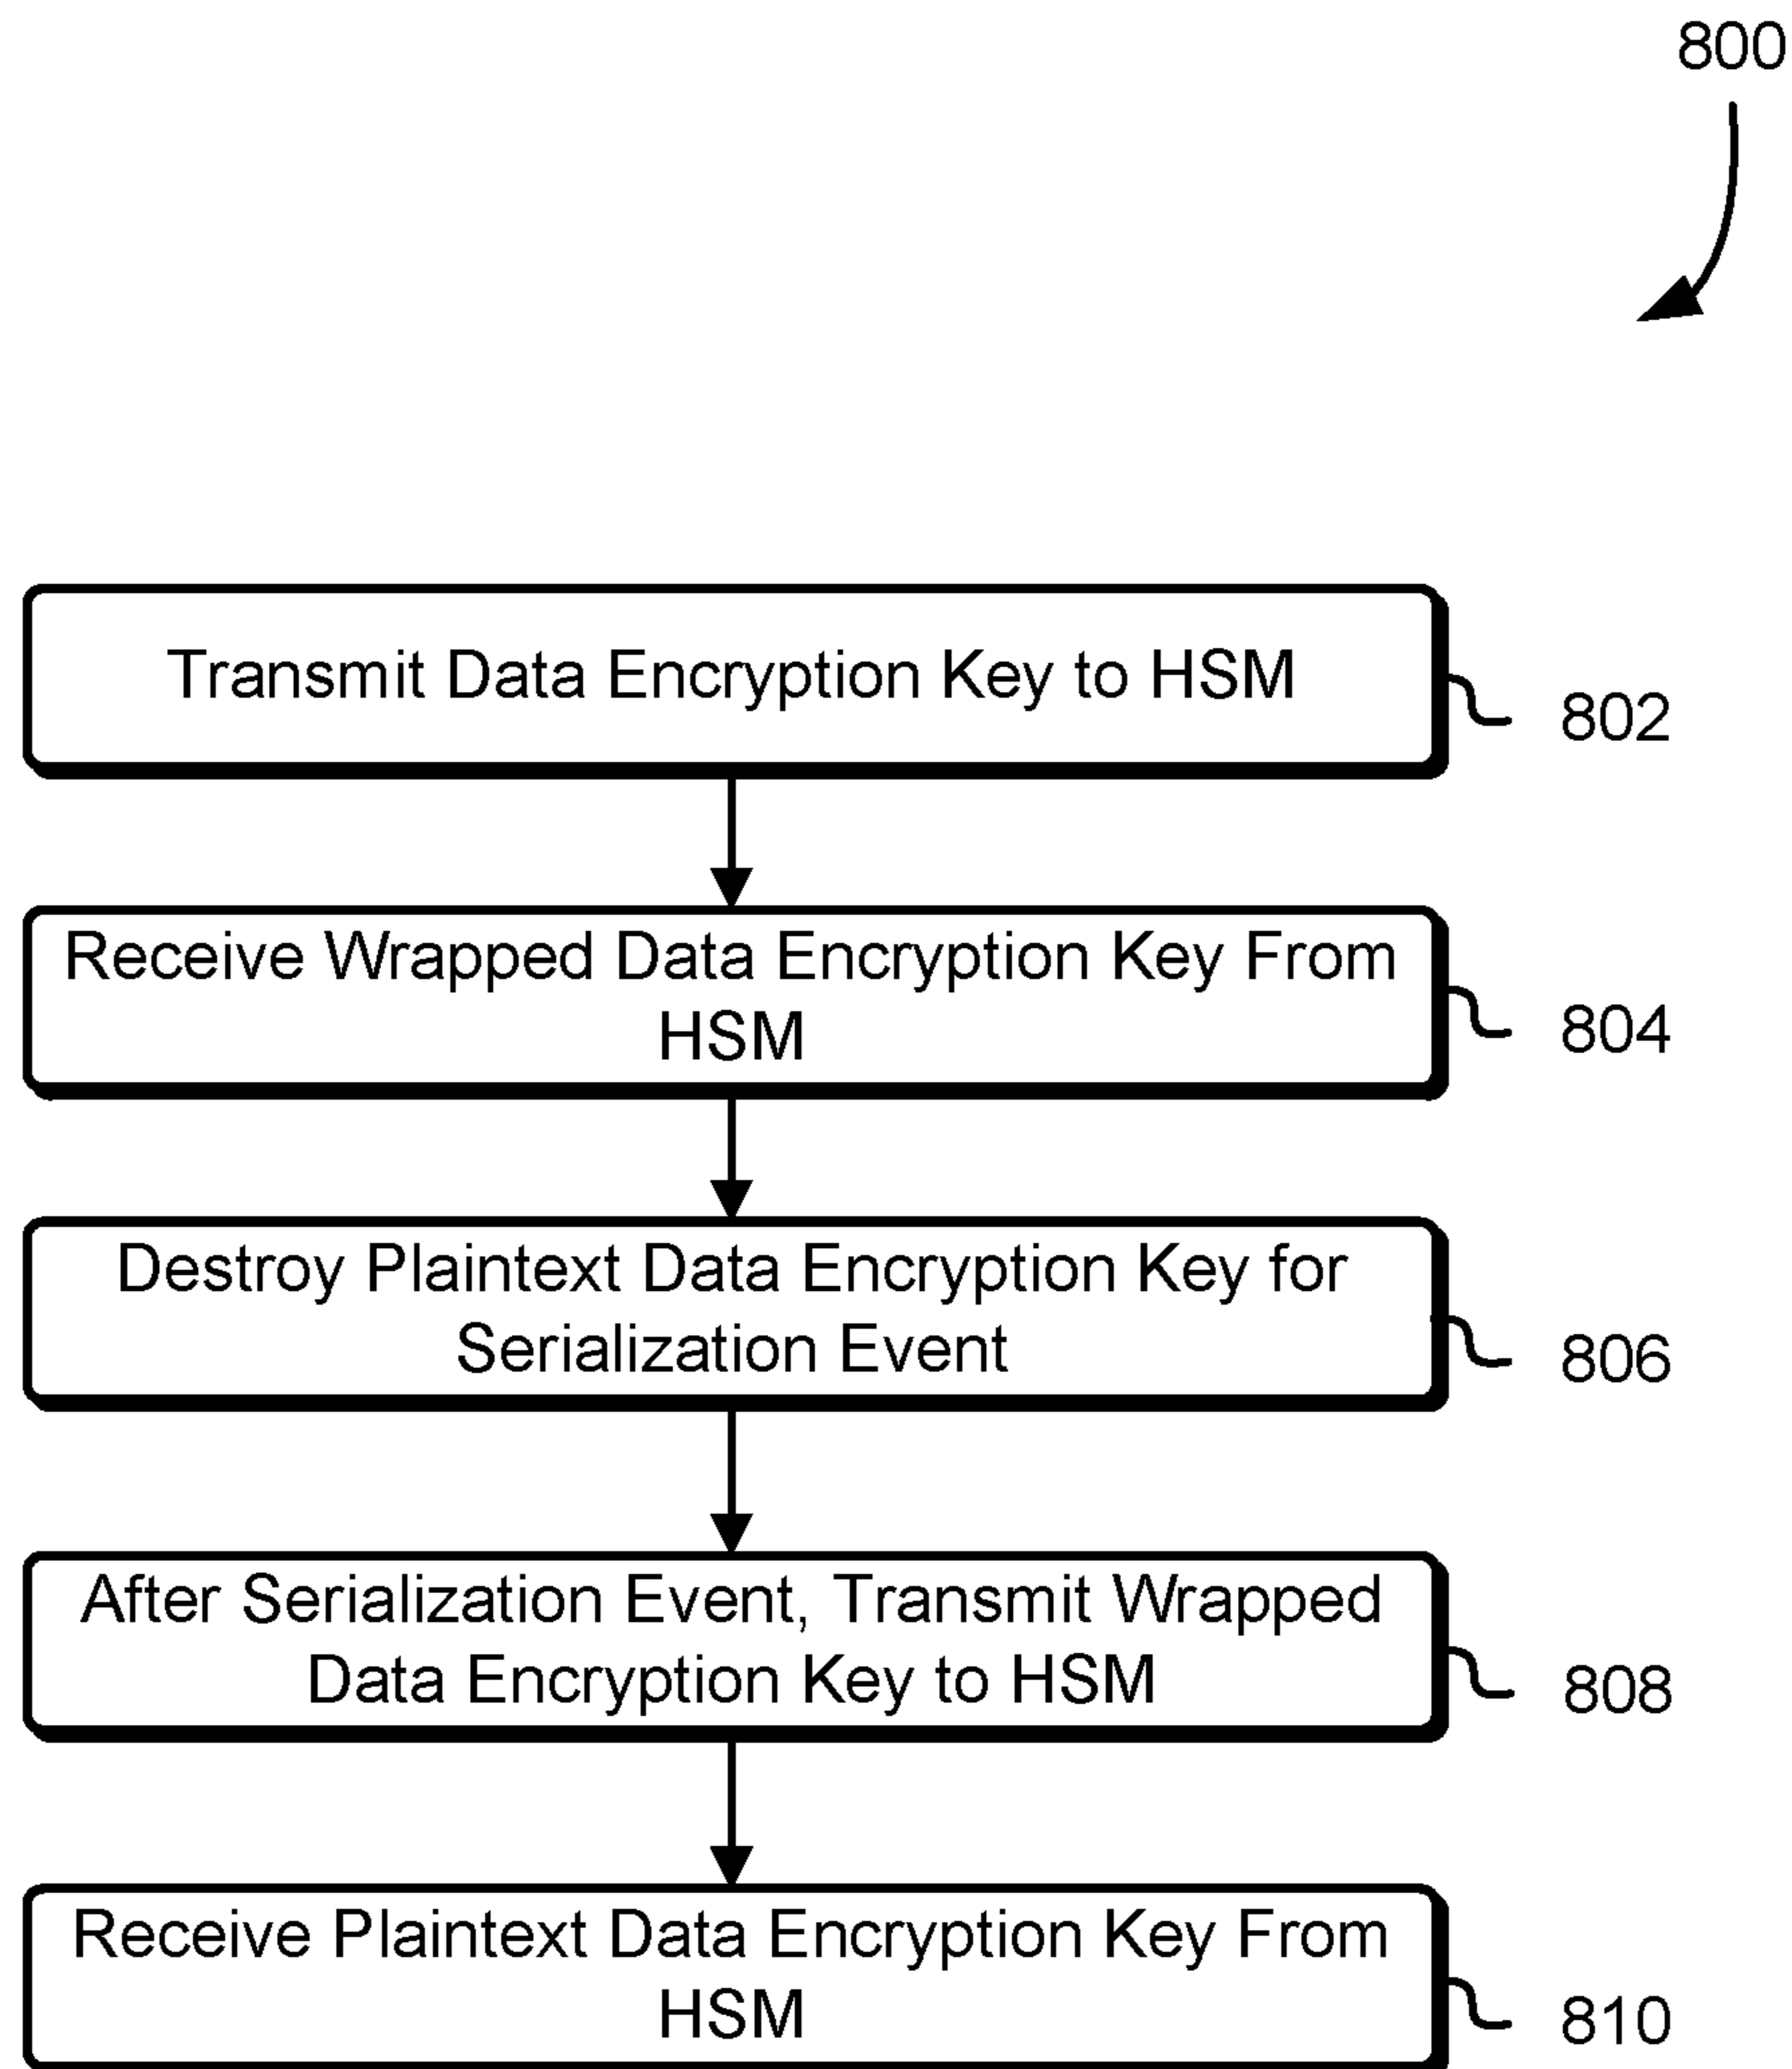 800
Transmit Data Encryption Key to HSM
802
Receive Wrapped Data Encryption Key From
HSM
804
Destroy Plaintext Data Encryption Key for
Serialization Event
806
After Serialization Event, Transmit Wrapped
Data Encryption Key to HSM
808
Receive Plaintext Data Encryption Key From
HSM
810